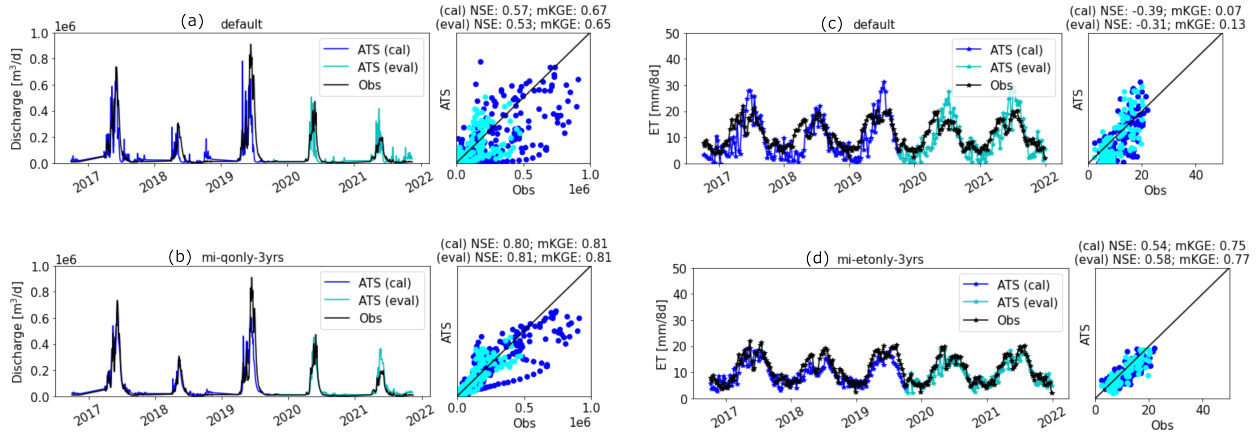 (a)
default
1e6
Discharge [m³/d]
1.0
0.8
0.6
0.4
0.2
0.0
ATS (cal)
ATS (eval)
Obs
2017
2018
2019
2020
2021
2022
(cal) NSE: 0.57; mKGE: 0.67
(eval) NSE: 0.53; mKGE: 0.65
ATS
0.0
1.0
Obs
1e6
(c)
default
ET [mm/8d]
50
40
30
20
10
0
ATS (cal)
ATS (eval)
Obs
2017
2018
2019
2020
2021
2022
(cal) NSE: -0.39; mKGE: 0.07
(eval) NSE: -0.31; mKGE: 0.13
ATS
0
20
40
Obs
(b)
mi-qonly-3yrs
1e6
Discharge [m³/d]
1.0
0.8
0.6
0.4
0.2
0.0
ATS (cal)
ATS (eval)
Obs
2017
2018
2019
2020
2021
2022
(cal) NSE: 0.80; mKGE: 0.81
(eval) NSE: 0.81; mKGE: 0.81
ATS
0.0
0.5
1.0
Obs
1e6
(d)
mi-etonly-3yrs
ET [mm/8d]
50
40
30
20
10
0
ATS (cal)
ATS (eval)
Obs
2017
2018
2019
2020
2021
2022
(cal) NSE: 0.54; mKGE: 0.75
(eval) NSE: 0.58; mKGE: 0.77
ATS
0
20
40
Obs